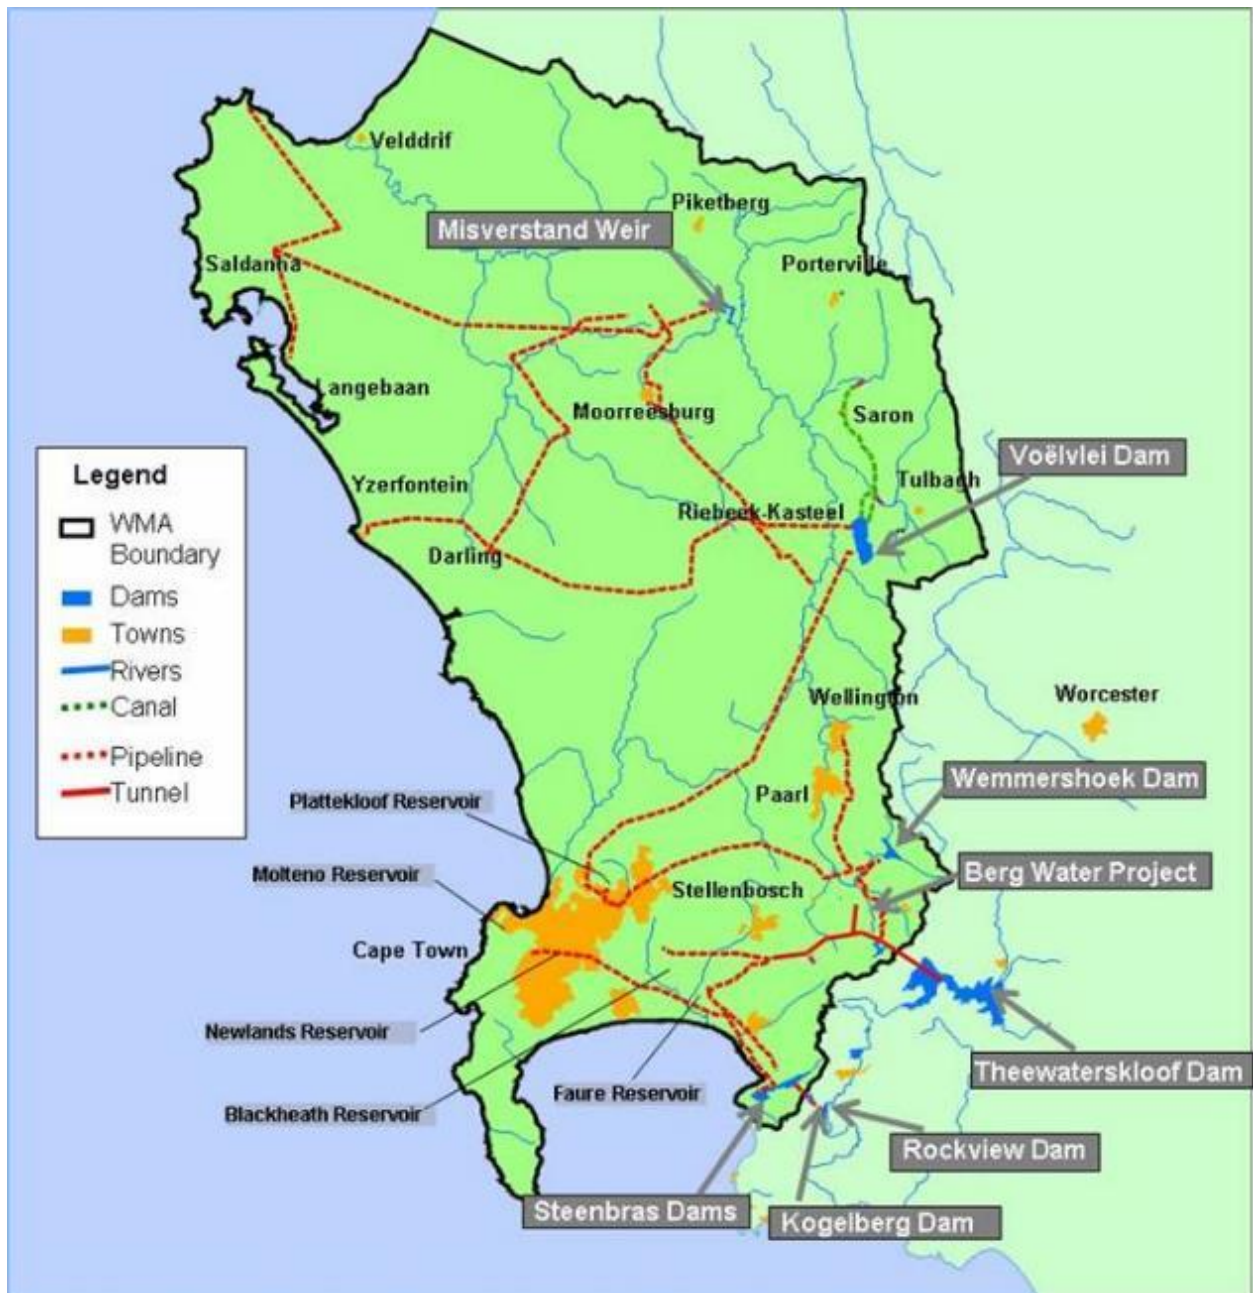 Velddrif
Piketberg
Misverstand Weir
Porterville
Saldanha
Langebaan
Moorreesburg
Saron
Voëlvlei Dam
Legend
WMA
Boundary
Dams
Towns
Rivers
Canal
Pipeline
Tunnel
Yzerfontein
Tulbagh
Riebeek-Kasteel
Darling
Wellington
Worcester
Wemmershoek Dam
Paarl
Plattekloof Reservoir
Berg Water Project
Molteno Reservoir
Stellenbosch
Cape Town
Newlands Reservoir
Theewaterskloof Dam
Faure Reservoir
Blackheath Reservoir
Rockview Dam
Steenbras Dams
Kogelberg Dam